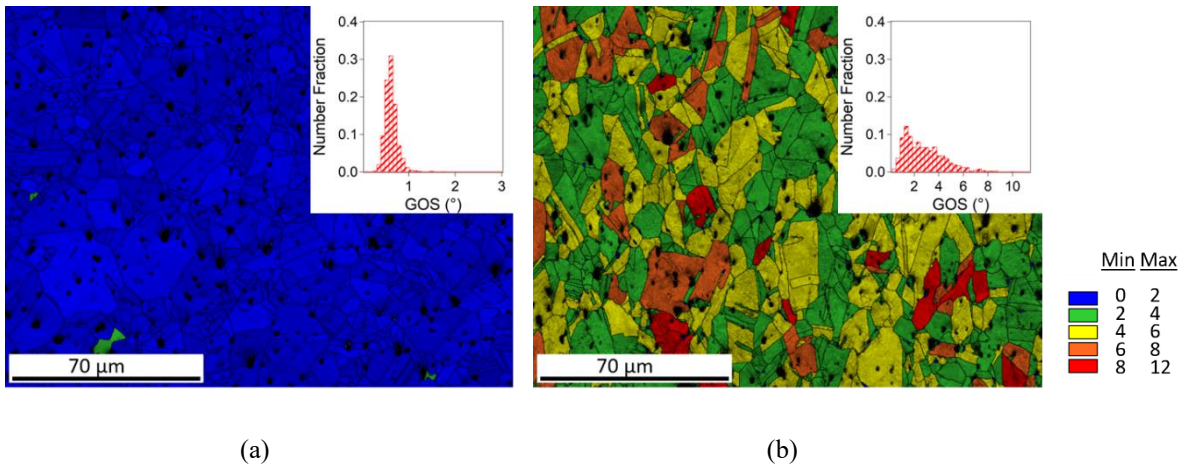 0.4
0.3
0.2
0.1
0.0
Number Fraction
1 2 3
GOS (°)
70 μm
(a)
0.4
0.3
0.2
0.1
0.0
Number Fraction
2 4 6 8 10
GOS (°)
70 μm
(b)
Min Max
0 2
2 4
4 6
6 8
8 12